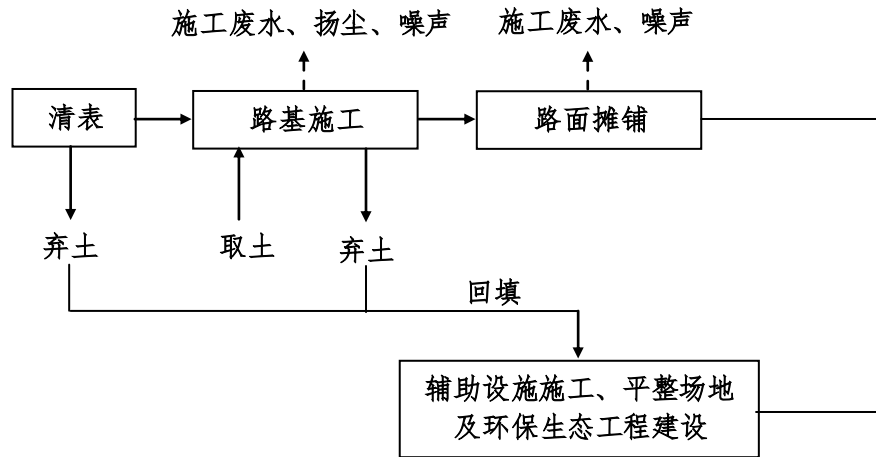 施工废水、扬尘、噪声
施工废水、噪声
清表
路基施工
路面摊铺
弃土
取土
弃土
回填
辅助设施施工、平整场地
及环保生态工程建设